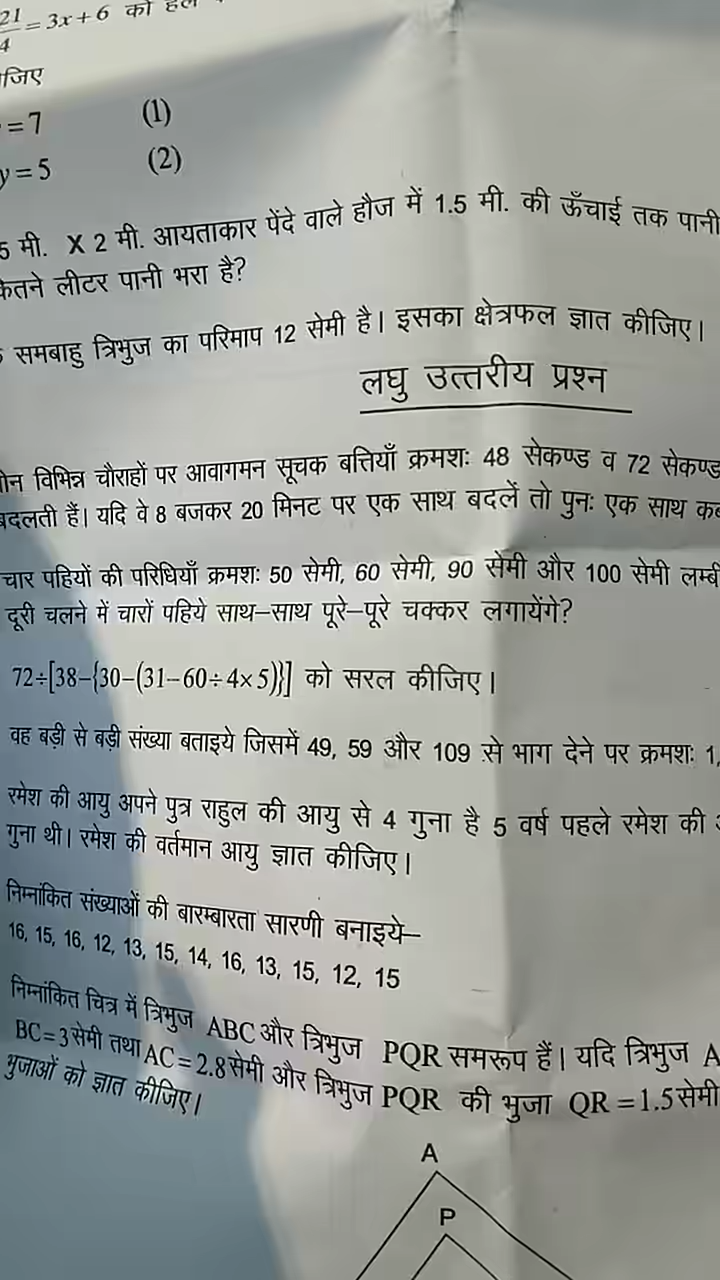 21/4 = 3x + 6 को
जिए
= 7 (1)
y = 5 (2)
5 मी. X 2 मी. आयताकार पेंदे वाले हौज में 1.5 मी. की ऊँचाई तक पानी
कितने लीटर पानी भरा है?
समबाहु त्रिभुज का परिमाप 12 सेमी है। इसका क्षेत्रफल ज्ञात कीजिए।
लघु उत्तरीय प्रश्न
विभिन्न चौराहों पर आवागमन सूचक बत्तियाँ क्रमशः 48 सेकण्ड व 72 सेकण्ड
बदलती हैं। यदि वे 8 बजकर 20 मिनट पर एक साथ बदलें तो पुनः एक साथ
चार पहियों की परिधियाँ क्रमशः 50 सेमी, 60 सेमी, 90 सेमी और 100 सेमी लम्बी
दूरी चलने में चारों पहिये साथ–साथ पूरे–पूरे चक्कर लगायेंगे?
72÷[38–{30–(31–60÷4×5)}] को सरल कीजिए।
वह बड़ी से बड़ी संख्या बताइये जिसमें 49, 59 और 109 से भाग देने पर क्रमशः 1,
रमेश की आयु अपने पुत्र राहुल की आयु से 4 गुना है 5 वर्ष पहले रमेश की
गुना थी। रमेश की वर्तमान आयु ज्ञात कीजिए।
निम्नांकित संख्याओं की बारम्बारता सारणी बनाइये–
16, 15, 16, 12, 13, 15, 14, 16, 13, 15, 12, 15
निम्नांकित चित्र में त्रिभुज ABC और त्रिभुज PQR समरूप हैं। यदि त्रिभुज A
BC = 3 सेमी तथा AC = 2.8 सेमी और त्रिभुज PQR की भुजा QR = 1.5 सेमी
भुजाओं को ज्ञात कीजिए।
A
P